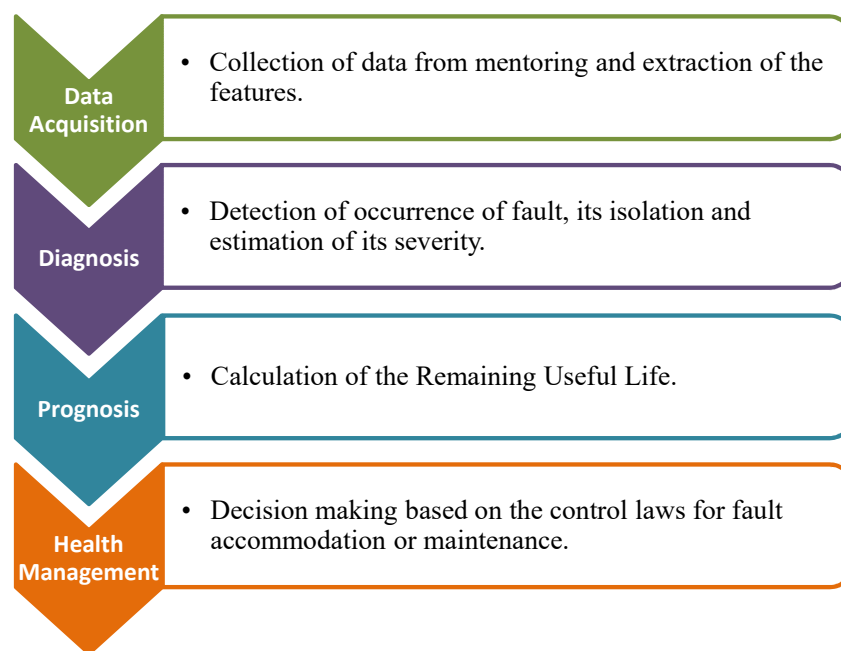 Data
Acquisition
• Collection of data from mentoring and extraction of the
features.
Diagnosis
• Detection of occurrence of fault, its isolation and
estimation of its severity.
Prognosis
• Calculation of the Remaining Useful Life.
Health
Management
• Decision making based on the control laws for fault
accommodation or maintenance.